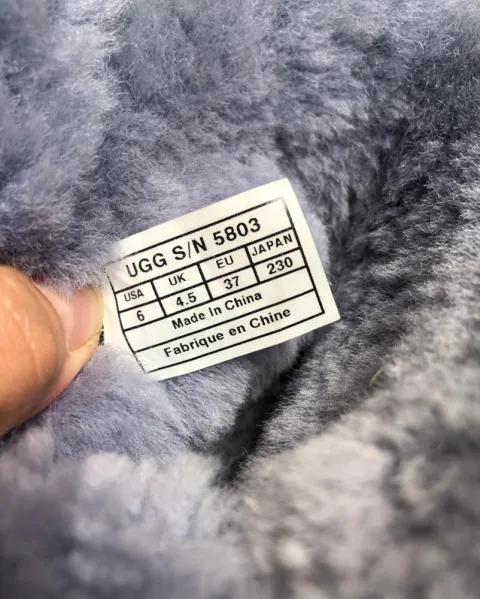 UGG S/N 5803
USA UK EU JAPAN
6 4.5 37 230
Made In China
Fabrique en Chine